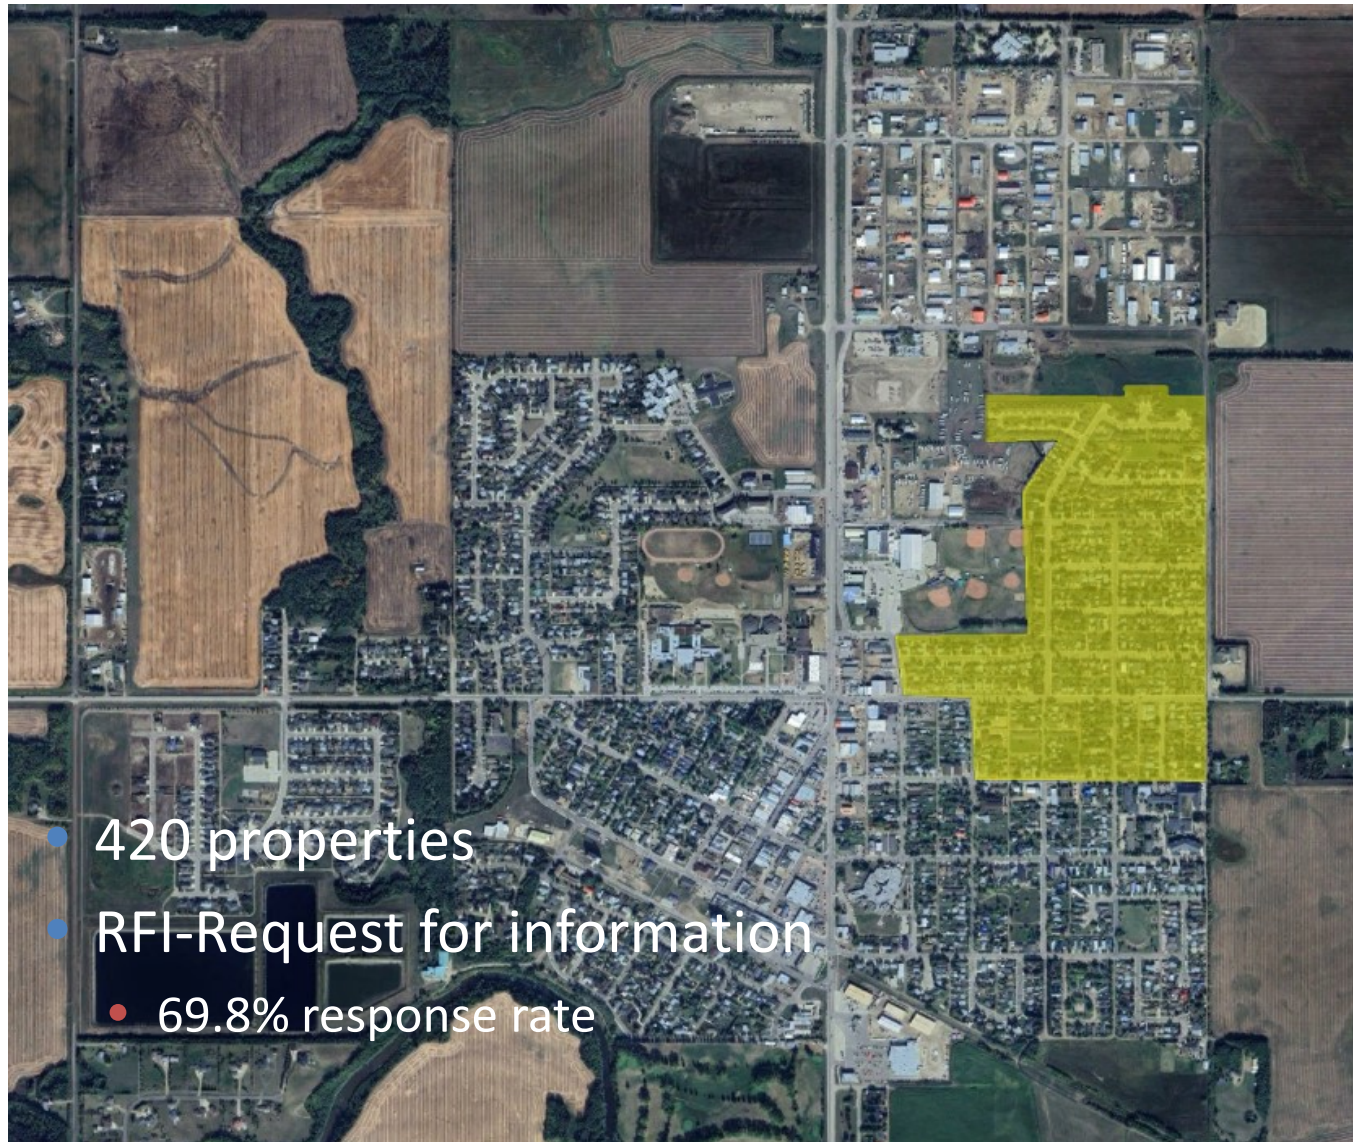 420 properties
RFI-Request for information
69.8% response rate